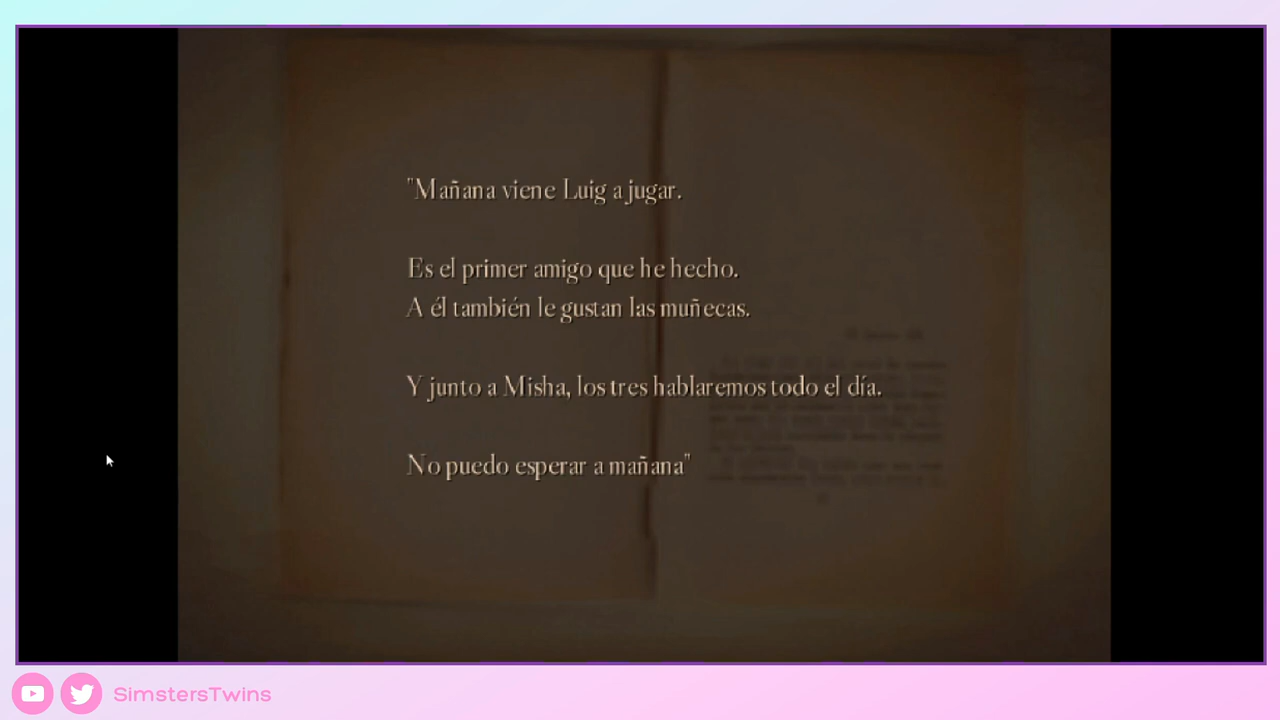 "Mañana viene Luig a jugar.
Es el primer amigo que he hecho.
A él también le gustan las muñecas.
Y junto a Misha, los tres hablaremos todo el día.
No puedo esperar a mañana"
SimstersTwins